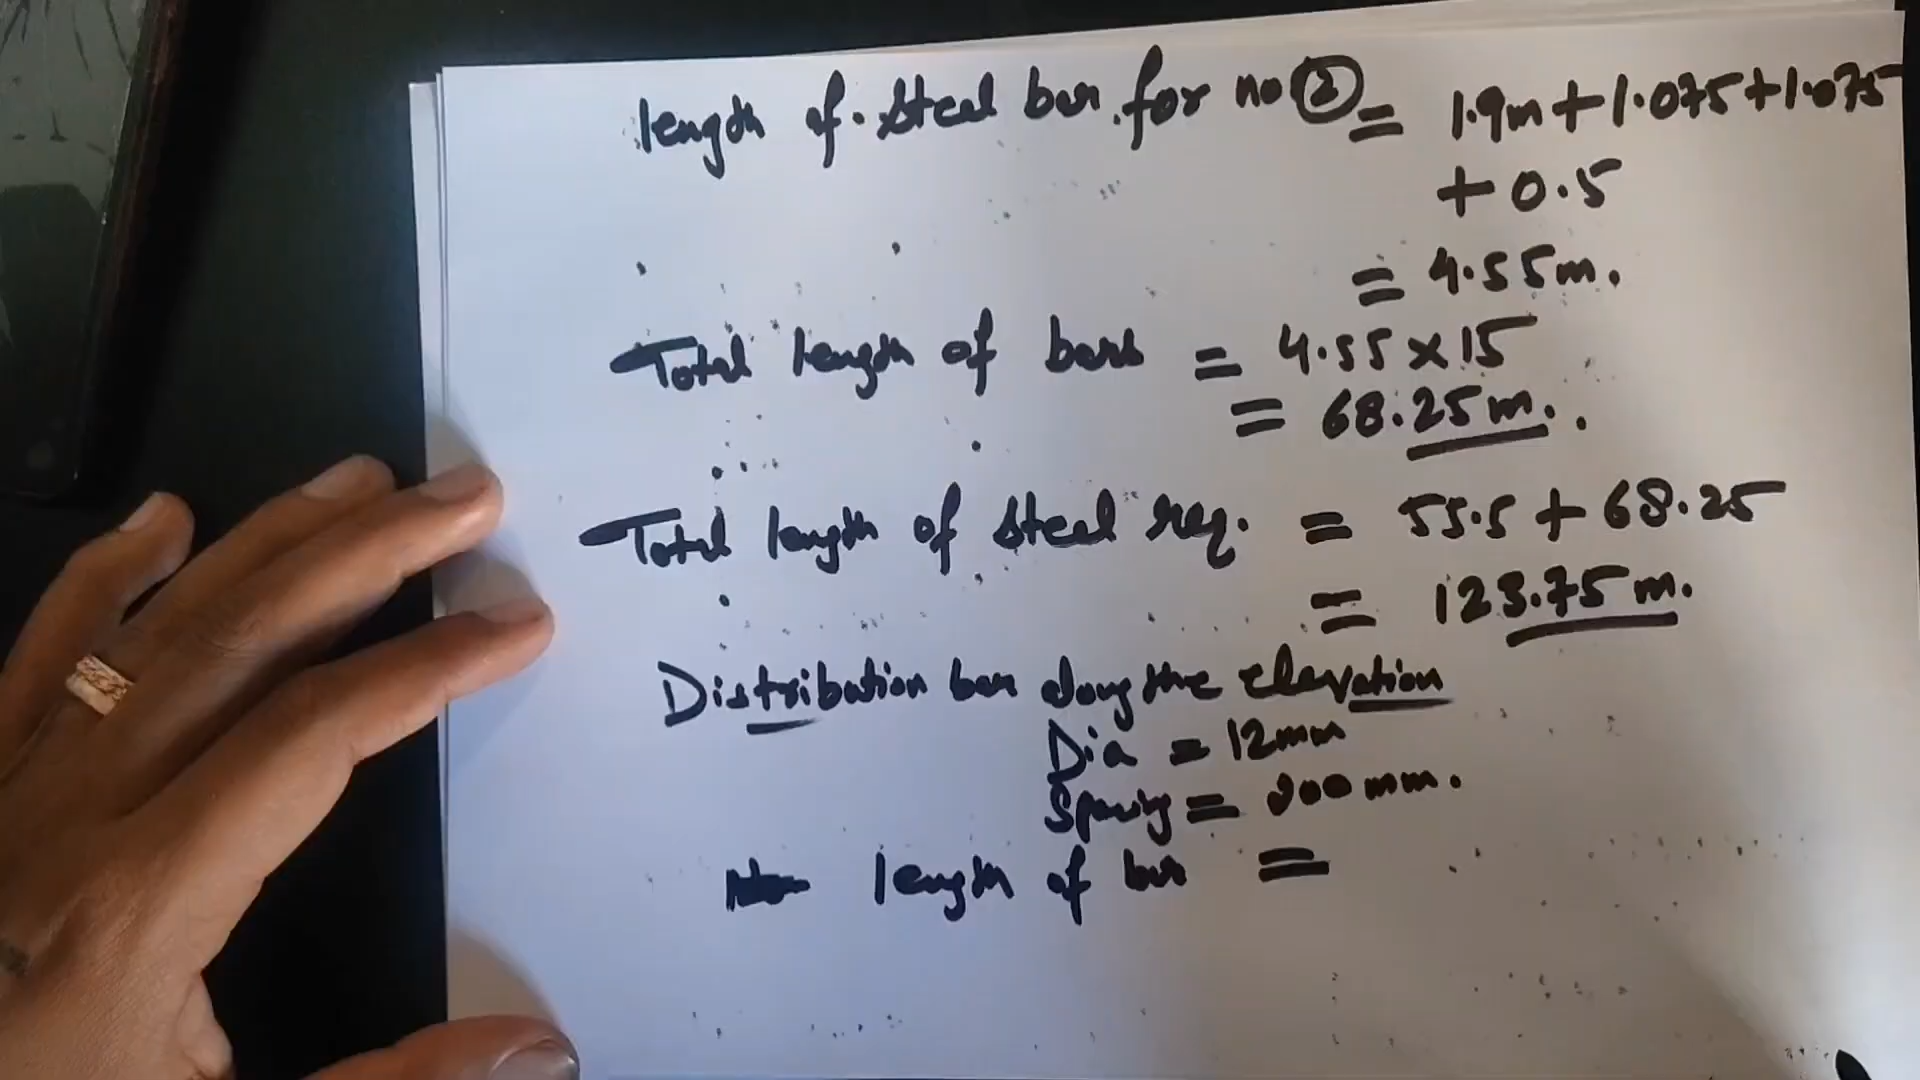 length of steel bar for no ② = 1.9m + 1.075 + 1.075
+ 0.5
= 4.55m.
Total length of bars = 4.55 × 15
= 68.25m.
Total length of steel req. = 55.5 + 68.25
= 123.75 m.
Distribution bar along the elevation
Dia = 12mm
Spacing = 200mm.
length of bar =